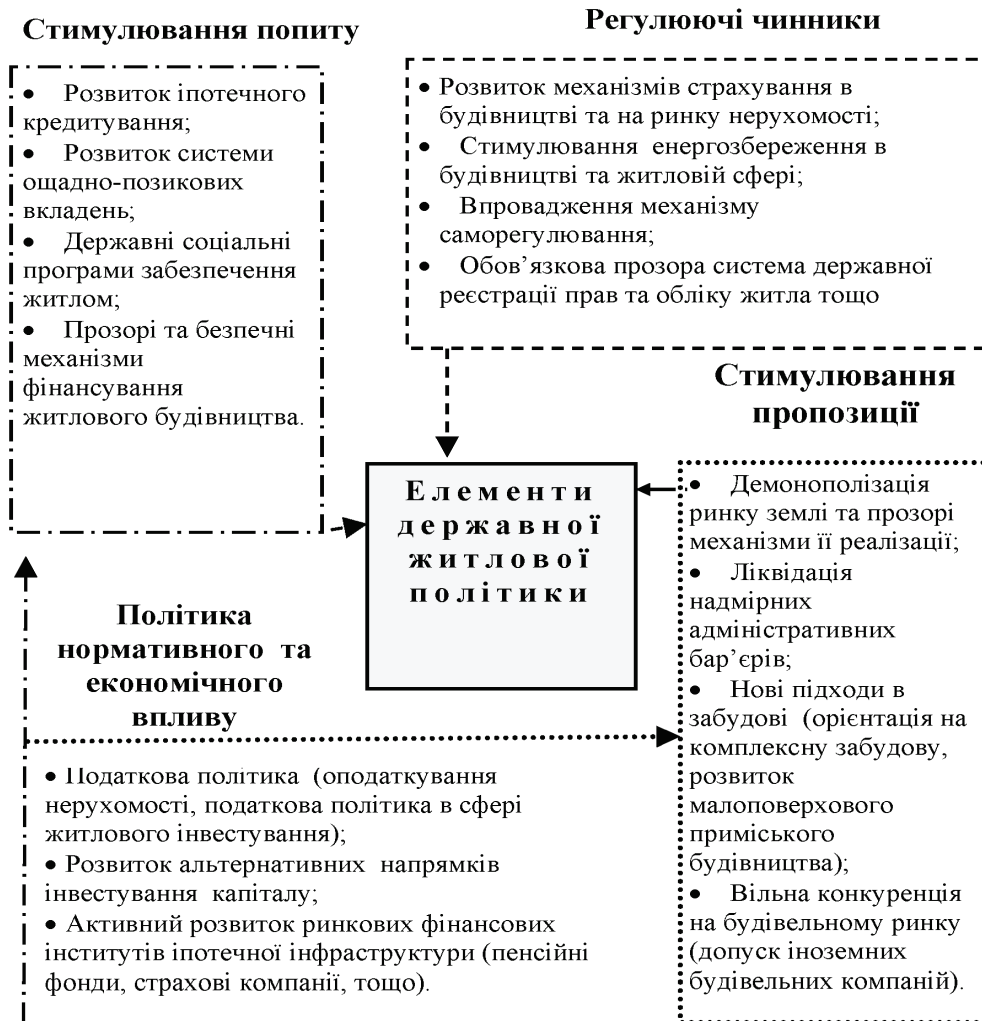 Стимулювання попиту
• Розвиток іпотечного
кредитування;
• Розвиток системи
ощадно-позикових
вкладень;
• Державні соціальні
програми забезпечення
житлом;
• Прозорі та безпечні
механізми
фінансування
житлового будівництва.
Регулюючі чинники
• Розвиток механізмів страхування в
будівництві та на ринку нерухомості;
• Стимулювання енергозбереження в
будівництві та житловій сфері;
• Впровадження механізму
саморегулювання;
• Обов’язкова прозора система державної
реєстрації прав та обліку житла тощо
Стимулювання
пропозиції
• Демонополізація
ринку землі та прозорі
механізми її реалізації;
• Ліквідація
надмірних
адміністративних
бар’єрів;
• Нові підходи в
забудові (орієнтація на
комплексну забудову,
розвиток
малоповерхового
приміського
будівництва);
• Вільна конкуренція
на будівельному ринку
(допуск іноземних
будівельних компаній).
Елементи
державної
житлової
політики
Політика
нормативного та
економічного
впливу
• Податкова політика (оподаткування
нерухомості, податкова політика в сфері
житлового інвестування);
• Розвиток альтернативних напрямків
інвестування капіталу;
• Активний розвиток ринкових фінансових
інститутів іпотечної інфраструктури (пенсійні
фонди, страхові компанії, тощо).